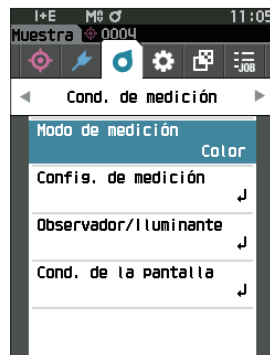 I+E M 11:05
Muestra 0004
JOB
Cond. de medición
Modo de medición
Color
Config. de medición
Observador/Iluminante
Cond. de la pantalla